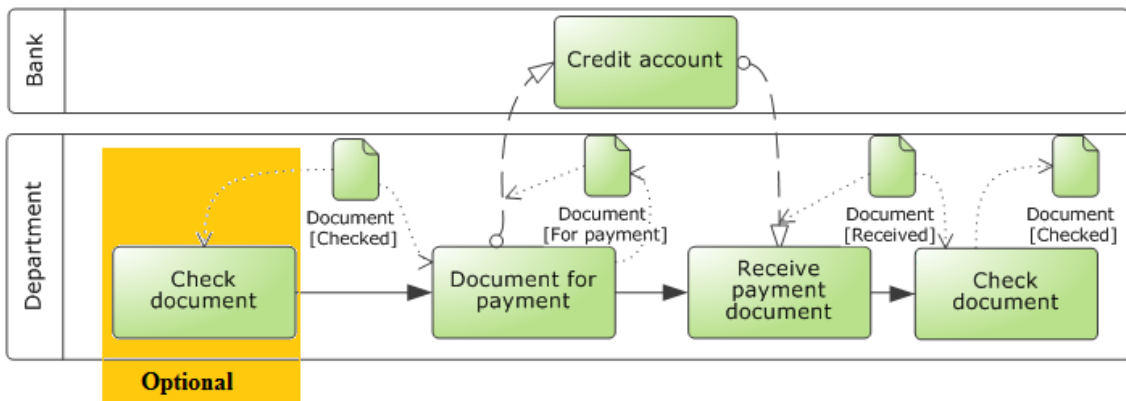 Bank
Credit account
Department
Document
[Checked]
Document
[For payment]
Document
[Received]
Document
[Checked]
Check
document
Document for
payment
Receive
payment
document
Check
document
Optional